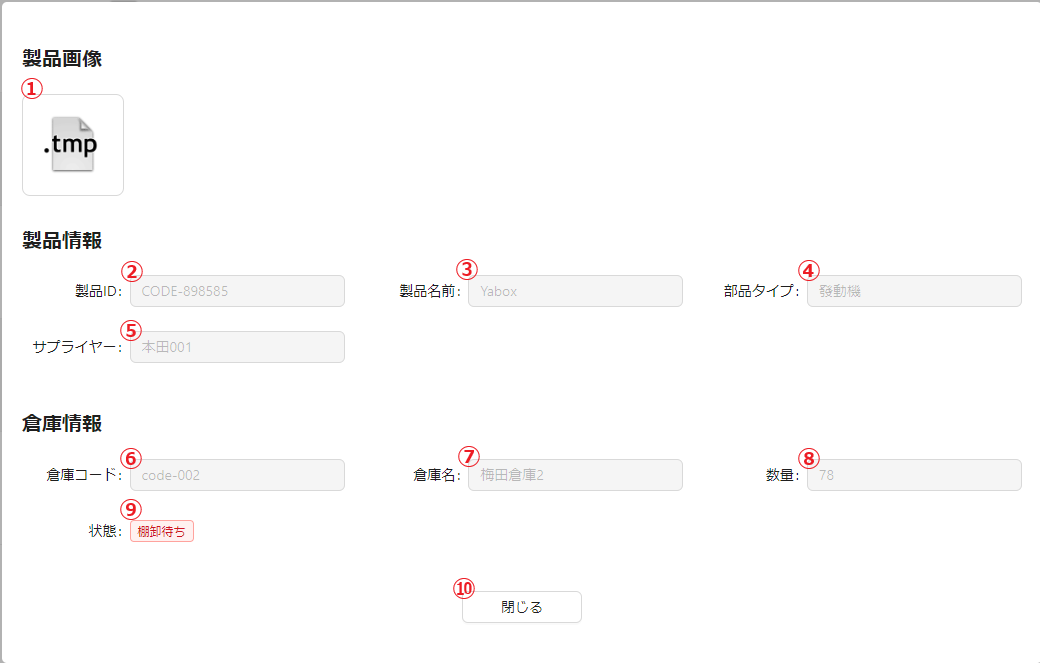 製品画像
①
.tmp
製品情報
② ③ ④
製品ID: CODE-898585 製品名前: Yabox 部品タイプ: 發動機
⑤
サプライヤー: 本田001
倉庫情報
⑥ ⑦ ⑧
倉庫コード: code-002 倉庫名: 梅田倉庫2 数量: 78
⑨
状態: 棚卸待ち
⑩
閉じる